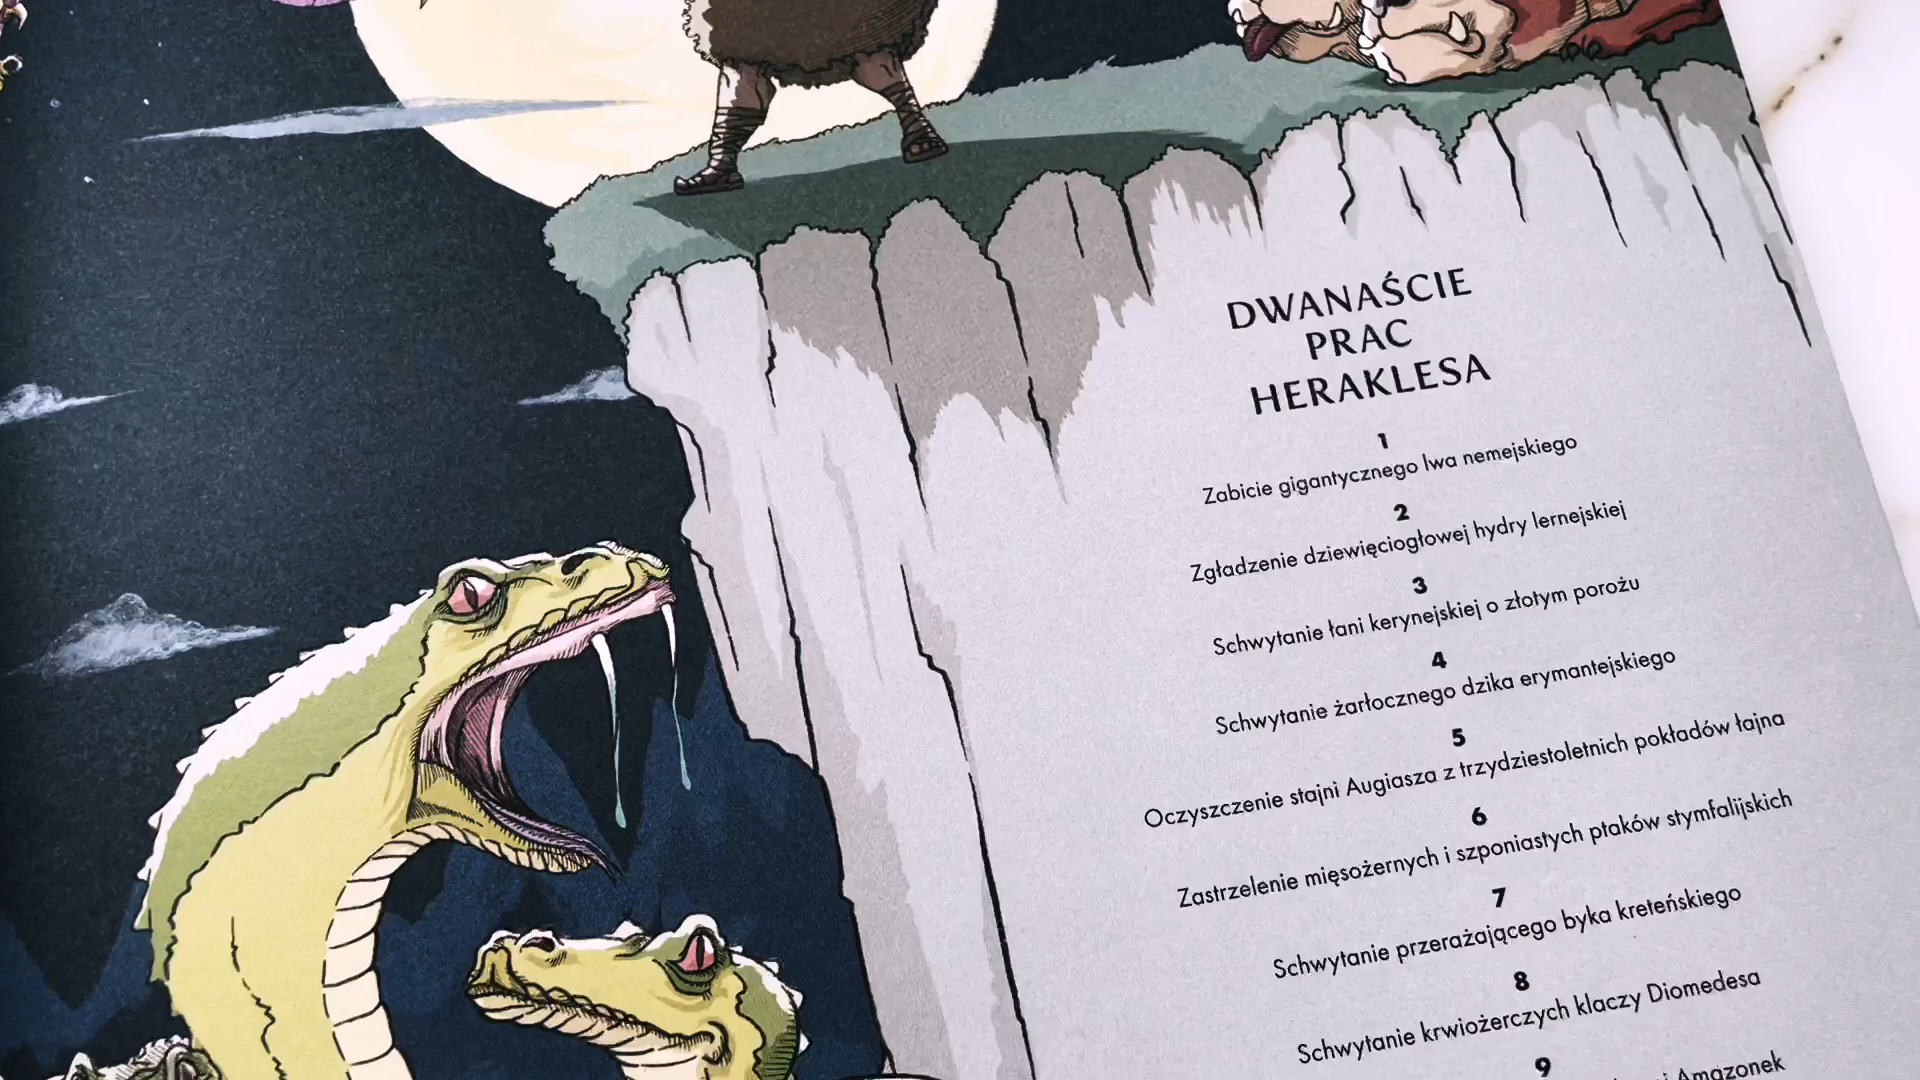 DWANAŚCIE
PRAC
HERAKLESA
1
Zabicie gigantycznego lwa nemejskiego
2
Zgładzenie dziewięciogłowej hydry lernejskiej
3
Schwytanie łani kerynejskiej o złotym porożu
4
Schwytanie żarłocznego dzika erymantejskiego
5
Oczyszczenie stajni Augiasza z trzydziestoletnich pokładów łajna
6
Zastrzelenie mięsożernych i szponiastych ptaków stymfalijskich
7
Schwytanie przerażającego byka kreteńskiego
8
Schwytanie krwiożerczych klaczy Diomedesa
9
Amazonek